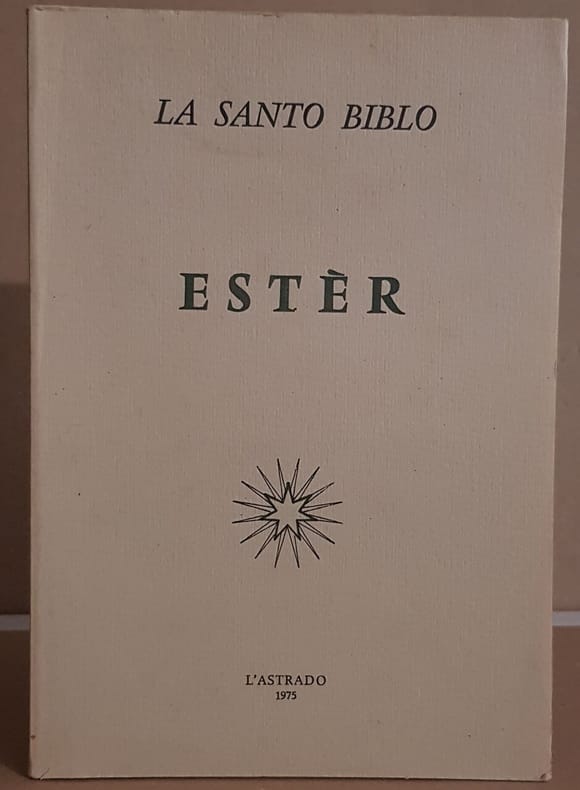 LA SANTO BIBLO
ESTÈR
L'ASTRADO
1975